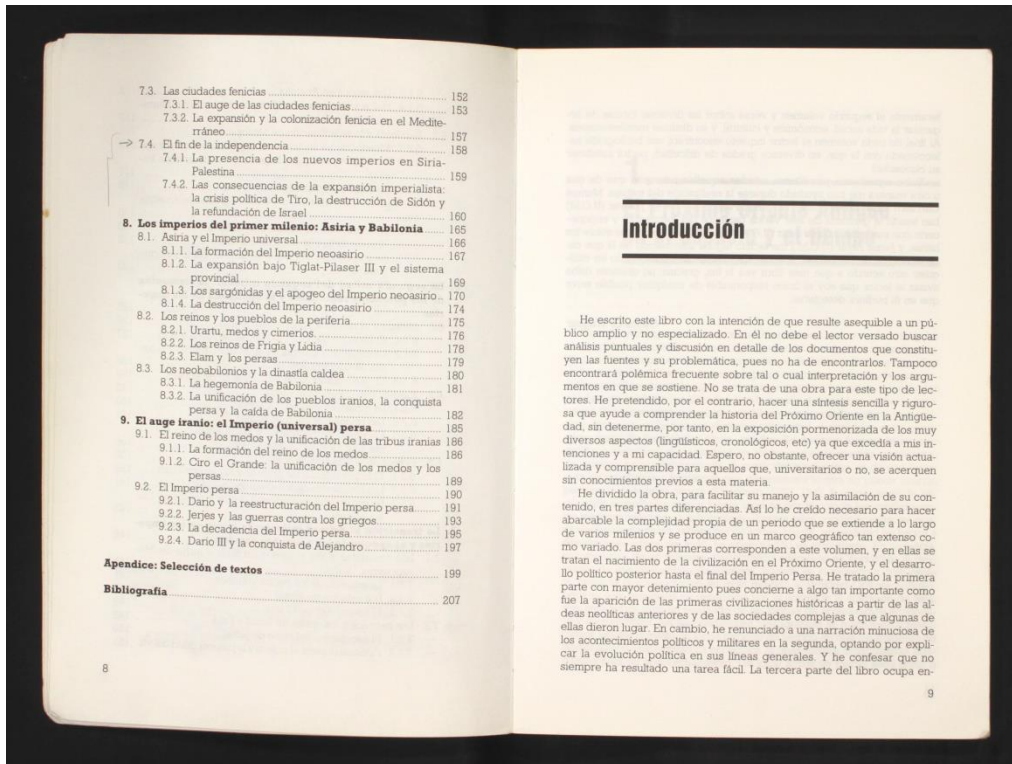 7.3. Las ciudades fenicias ........ 152
7.3.1. El auge de las ciudades fenicias ........ 153
7.3.2. La expansión y la colonización fenicia en el Medite-
rráneo ........ 157
7.4. El fin de la independencia ........ 158
7.4.1. La presencia de los nuevos imperios en Siria-
Palestina ........ 159
7.4.2. Las consecuencias de la expansión imperialista:
la crisis política de Tiro, la destrucción de Sidón y
la refundación de Israel ........ 160
8. Los imperios del primer milenio: Asiria y Babilonia ........ 165
8.1. Asiria y el Imperio universal ........ 166
8.1.1. La formación del Imperio neoasirio ........ 167
8.1.2. La expansión bajo Tiglat-Pilaser III y el sistema
provincial ........ 169
8.1.3. Los sargónidas y el apogeo del Imperio neoasirio .. 170
8.1.4. La destrucción del Imperio neoasirio ........ 174
8.2. Los reinos y los pueblos de la periferia ........ 175
8.2.1. Urartu, medos y cimerios ........ 176
8.2.2. Los reinos de Frigia y Lidia ........ 178
8.2.3. Elam y los persas ........ 179
8.3. Los neobabilonios y la dinastía caldea ........ 180
8.3.1. La hegemonía de Babilonia ........ 181
8.3.2. La unificación de los pueblos iranios, la conquista
persa y la caída de Babilonia ........ 182
9. El auge iranio: el Imperio (universal) persa ........ 185
9.1. El reino de los medos y la unificación de las tribus iranias 186
9.1.1. La formación del reino de los medos ........ 186
9.1.2. Ciro el Grande: la unificación de los medos y los
persas ........ 189
9.2. El Imperio persa ........ 190
9.2.1. Dario y la reestructuración del Imperio persa ........ 191
9.2.2. Jerjes y las guerras contra los griegos ........ 193
9.2.3. La decadencia del Imperio persa ........ 195
9.2.4. Dario III y la conquista de Alejandro ........ 197
Apendice: Selección de textos ........ 199
Bibliografia ........ 207
8
Introducción
He escrito este libro con la intención de que resulte asequible a un pú-
blico amplio y no especializado. En él no debe el lector versado buscar
análisis puntuales y discusión en detalle de los documentos que constitu-
yen las fuentes y su problemática, pues no ha de encontrarlos. Tampoco
encontrará polémica frecuente sobre tal o cual interpretación y los argu-
mentos en que se sostiene. No se trata de una obra para este tipo de lec-
tores. He pretendido, por el contrario, hacer una síntesis sencilla y riguro-
sa que ayude a comprender la historia del Próximo Oriente en la Antigüe-
dad, sin detenerme, por tanto, en la exposición pormenorizada de los muy
diversos aspectos (lingüísticos, cronológicos, etc) ya que excedía a mis in-
tenciones y a mi capacidad. Espero, no obstante, ofrecer una visión actua-
lizada y comprensible para aquellos que, universitarios o no, se acerquen
sin conocimientos previos a esta materia.
He dividido la obra, para facilitar su manejo y la asimilación de su con-
tenido, en tres partes diferenciadas. Así lo he creído necesario para hacer
abarcable la complejidad propia de un periodo que se extiende a lo largo
de varios milenios y se produce en un marco geográfico tan extenso co-
mo variado. Las dos primeras corresponden a este volumen, y en ellas se
tratan el nacimiento de la civilización en el Próximo Oriente, y el desarro-
llo político posterior hasta el final del Imperio Persa. He tratado la primera
parte con mayor detenimiento pues concierne a algo tan importante como
fue la aparición de las primeras civilizaciones históricas a partir de las al-
deas neolíticas anteriores y de las sociedades complejas a que algunas de
ellas dieron lugar. En cambio, he renunciado a una narración minuciosa de
los acontecimientos políticos y militares en la segunda, optando por expli-
car la evolución política en sus líneas generales. Y he confesar que no
siempre ha resultado una tarea fácil. La tercera parte del libro ocupa en-
9